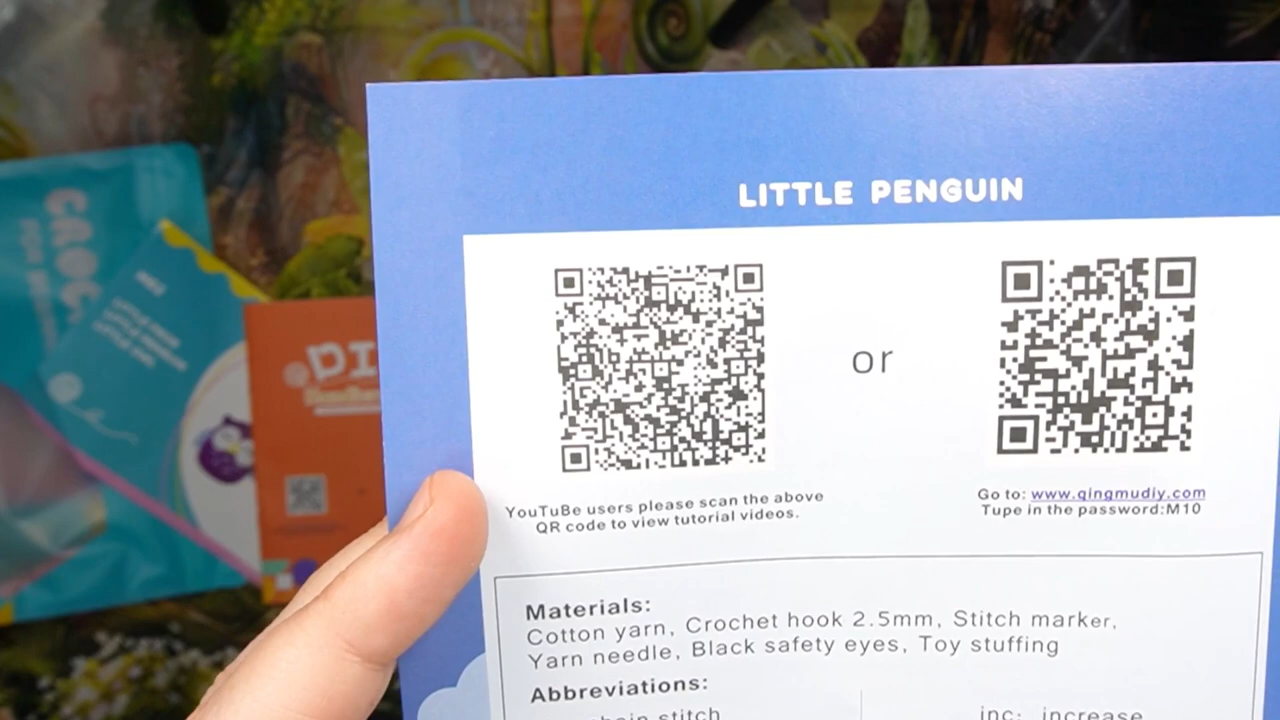 LITTLE PENGUIN
or
YouTuBe users please scan the above
QR code to view tutorial videos.
Go to: www.qingmudiy.com
Tupe in the password:M10
Materials:
Cotton yarn, Crochet hook 2.5mm, Stitch marker,
Yarn needle, Black safety eyes, Toy stuffing
Abbreviations:
chain stitch
inc: increase